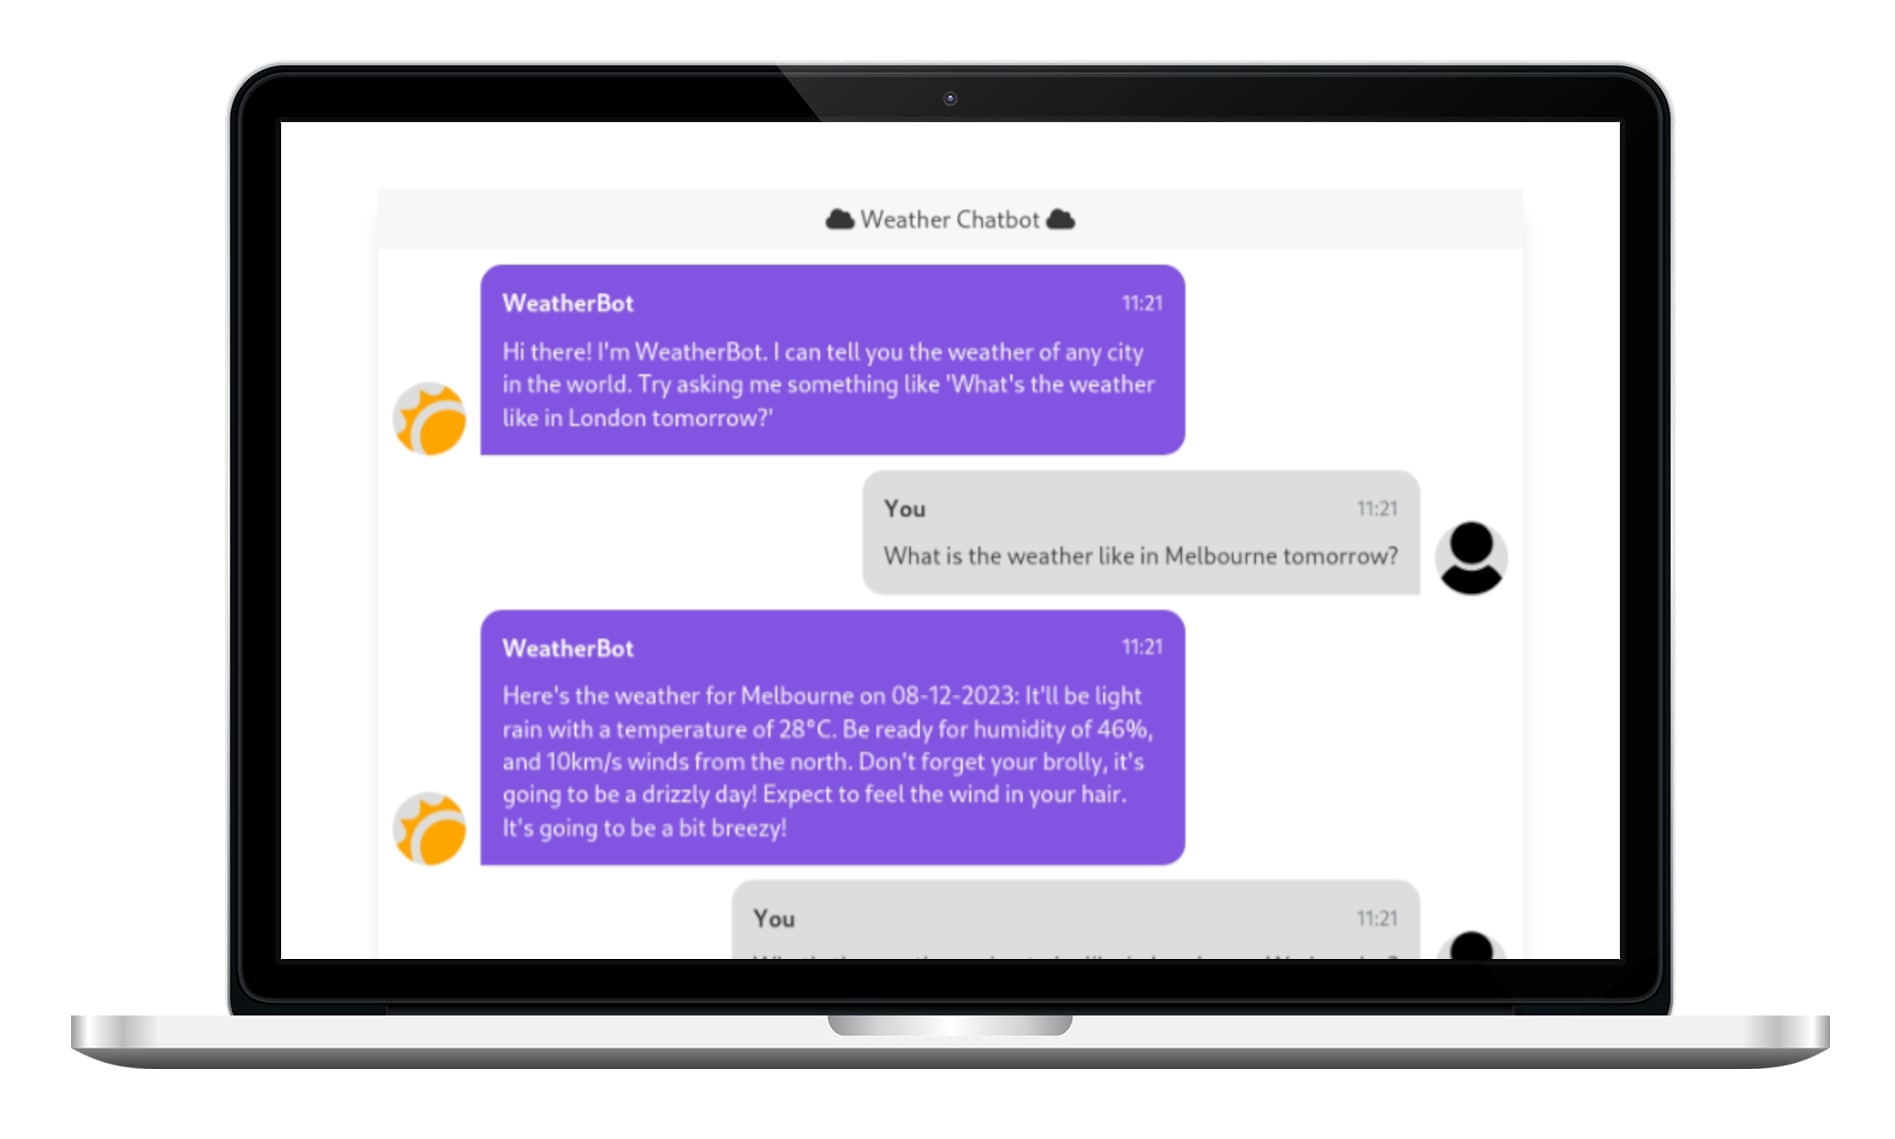 Weather Chatbot
WeatherBot 11:21
Hi there! I'm WeatherBot. I can tell you the weather of any city
in the world. Try asking me something like 'What's the weather
like in London tomorrow?'
You 11:21
What is the weather like in Melbourne tomorrow?
WeatherBot 11:21
Here's the weather for Melbourne on 08-12-2023: It'll be light
rain with a temperature of 28°C. Be ready for humidity of 46%,
and 10km/s winds from the north. Don't forget your brolly, it's
going to be a drizzly day! Expect to feel the wind in your hair.
It's going to be a bit breezy!
You 11:21